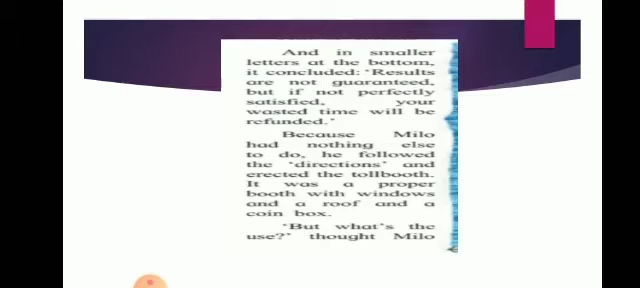 And in smaller
letters at the bottom,
it concluded: 'Results
are not guaranteed,
but if not perfectly
satisfied, your
wasted time will be
refunded.'
Because Milo
had nothing else
to do, he followed
the 'directions' and
erected the tollbooth.
It was a proper
booth with windows
and a roof and a
coin box.
'But what's the
use?' thought Milo